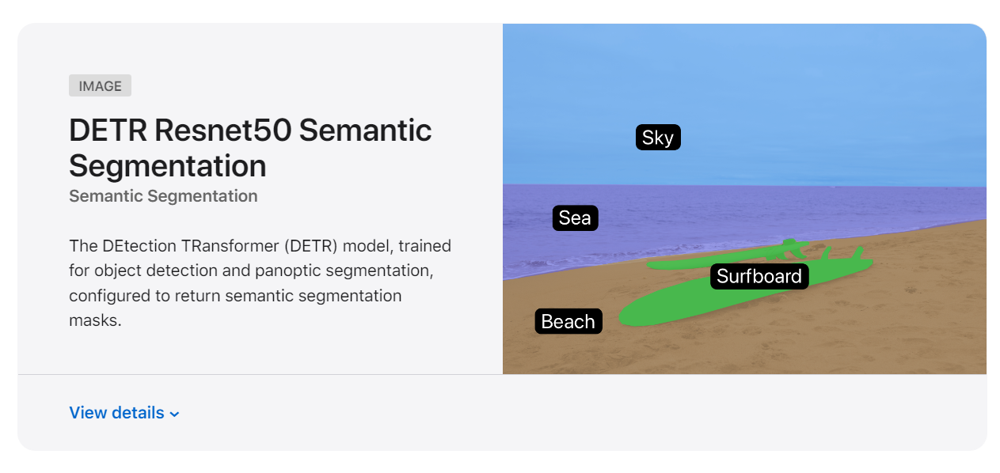 IMAGE
DETR Resnet50 Semantic
Segmentation
Semantic Segmentation
The DEtection TRansformer (DETR) model, trained
for object detection and panoptic segmentation,
configured to return semantic segmentation
masks.
View details
Sky
Sea
Surfboard
Beach